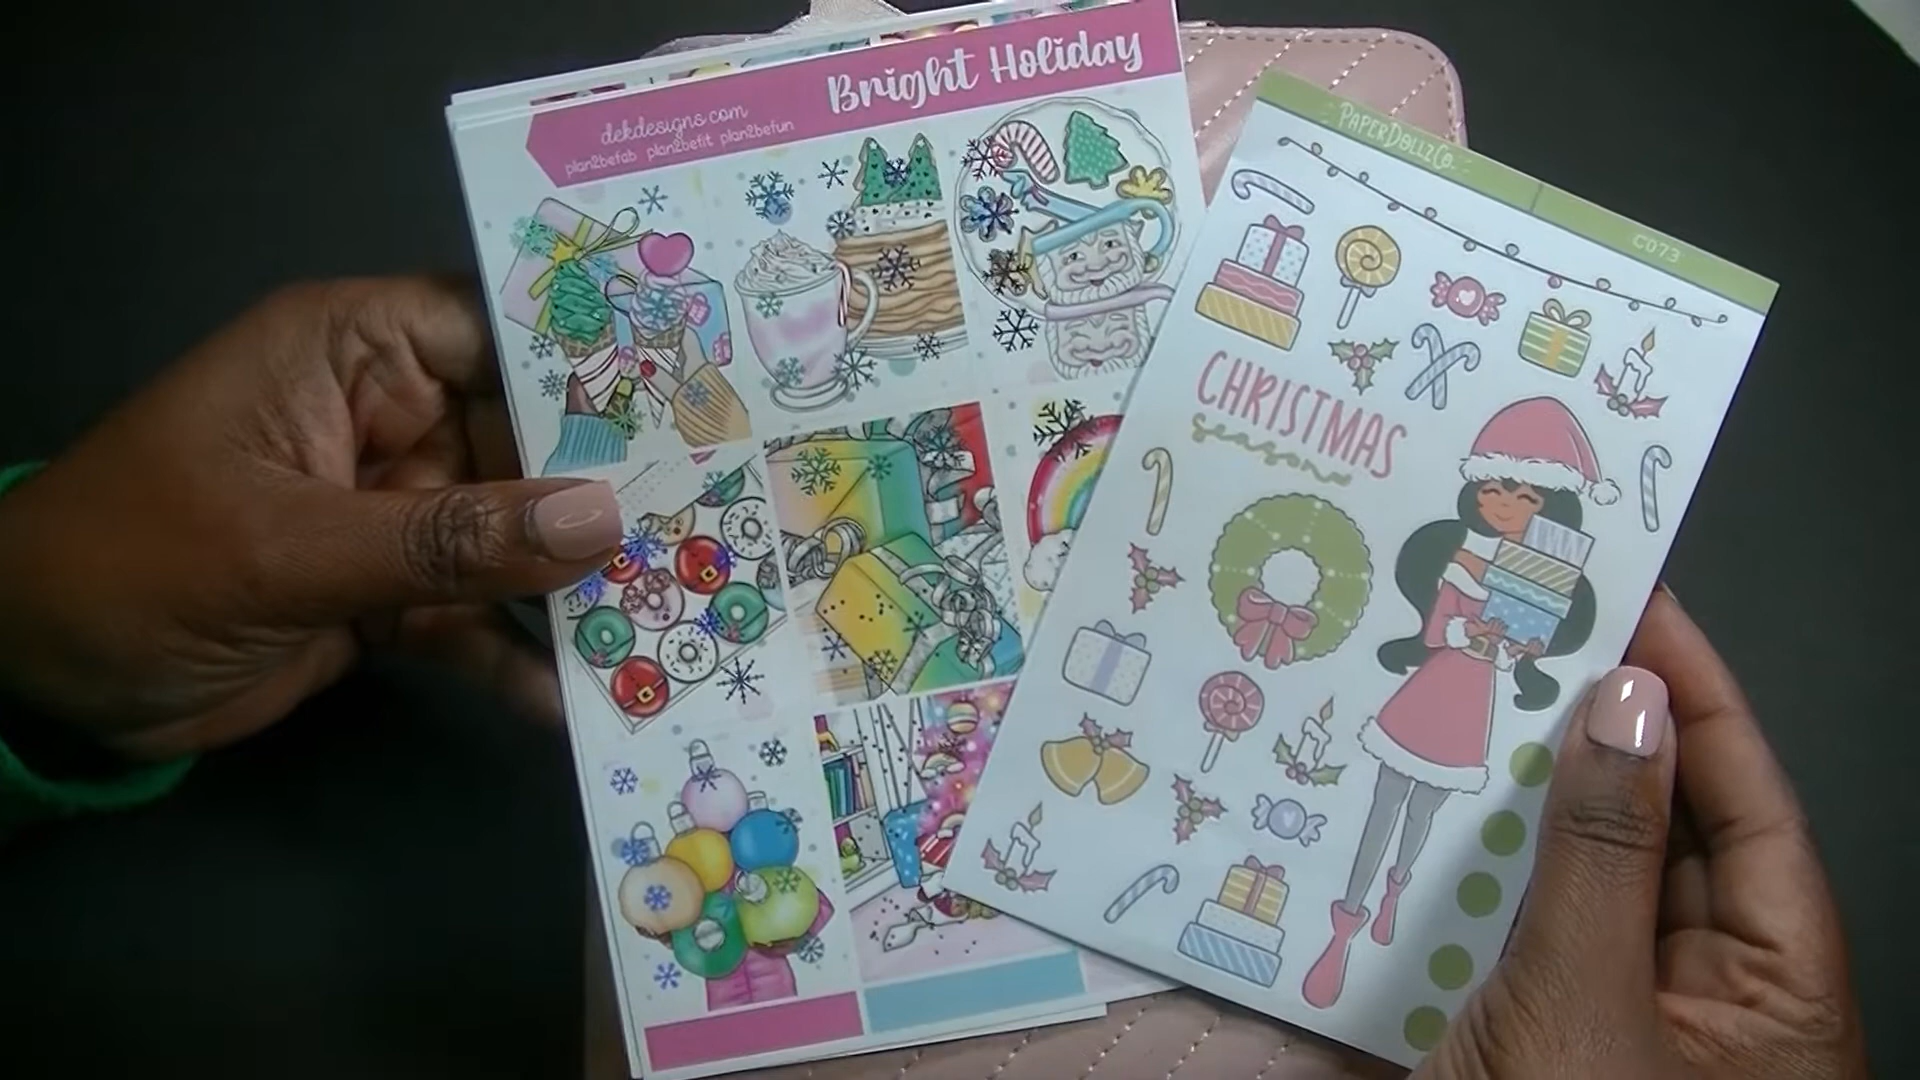 Bright Holiday
dekdesigns.com
plan2befab plan2befit plan2befun
PAPERDOLLZCO.
C073
CHRISTMAS
season